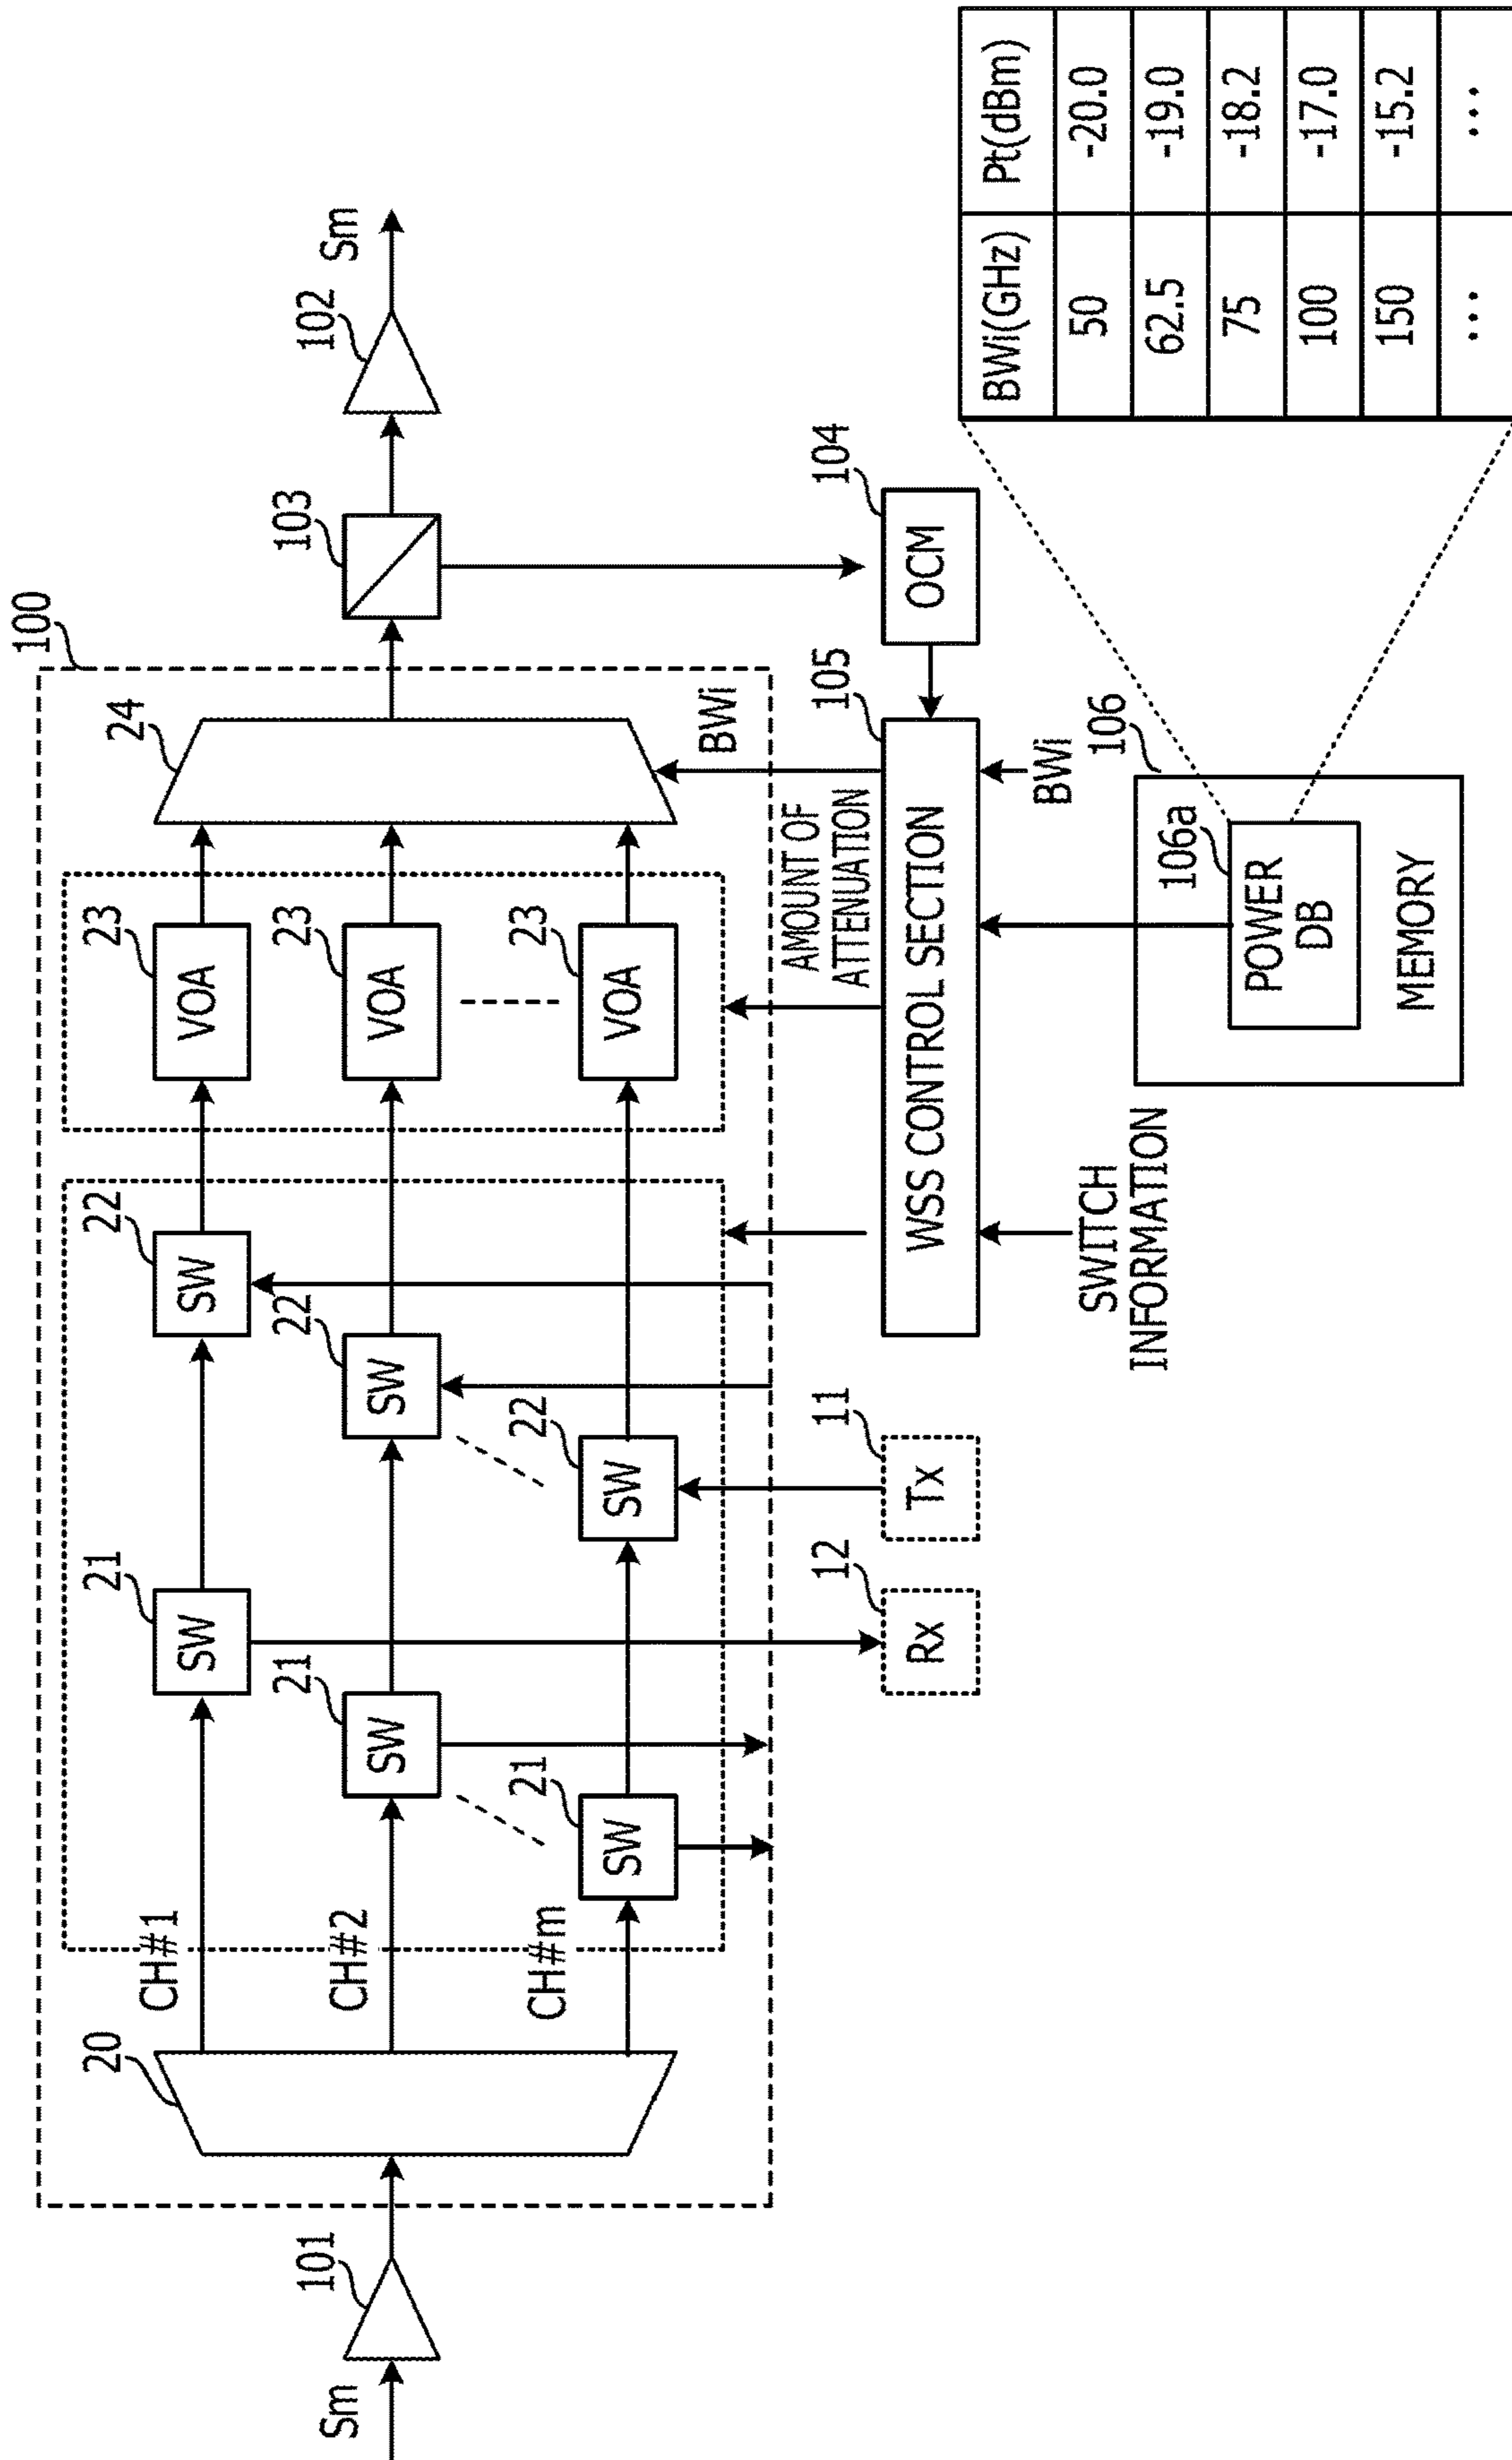 100
101
Sm
20
CH#1
CH#2
CH#m
21
SW
21
SW
21
SW
22
SW
22
SW
22
SW
23
VOA
23
VOA
23
VOA
24
103
102
Sm
Rx
12
Tx
11
AMOUNT OF
ATTENUATION
BWi
WSS CONTROL SECTION
105
OCM
104
SWITCH
INFORMATION
BWi
106
106a
POWER
DB
MEMORY
BWi(GHz) Pt(dBm)
50 -20.0
62.5 -19.0
75 -18.2
100 -17.0
150 -15.2
... ...